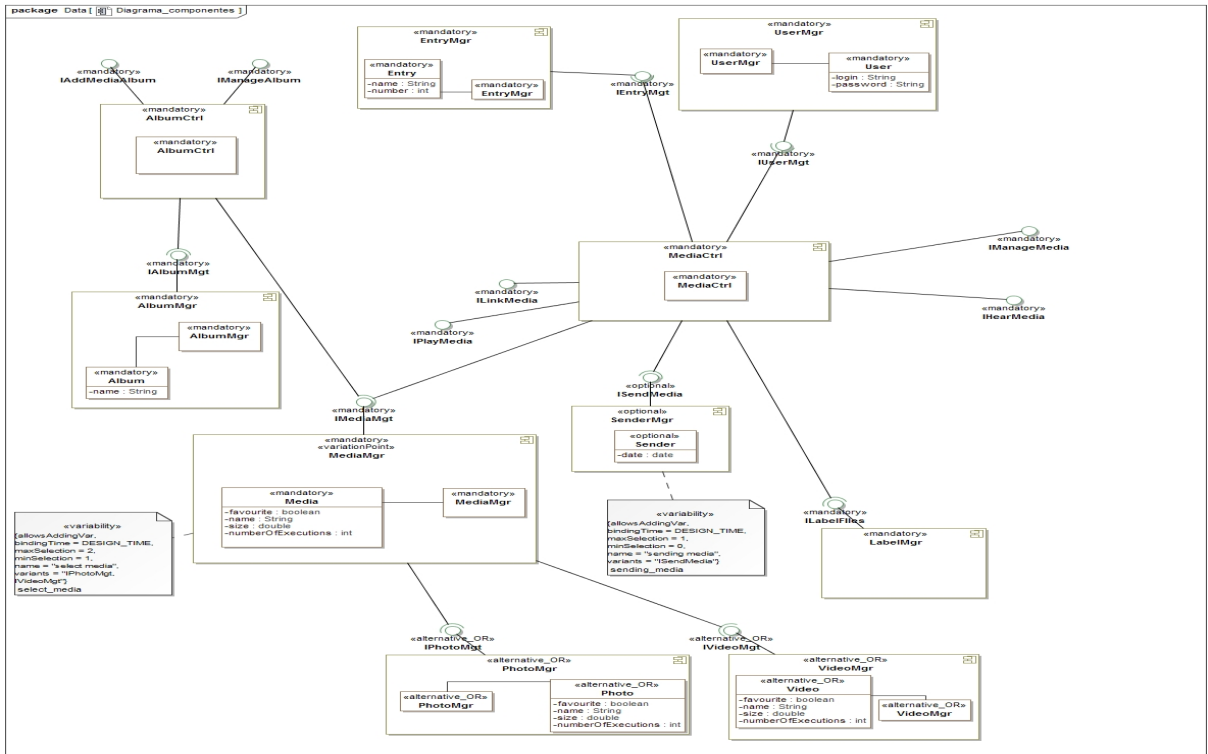 package Data [ Diagrama_componentes ]
«mandatory»
IAddMediaAlbum
«mandatory»
IManageAlbum
«mandatory»
AlbumCtrl
«mandatory»
AlbumCtrl
«mandatory»
EntryMgr
«mandatory»
Entry
-name : String
-number : int
«mandatory»
EntryMgr
«mandatory»
IEntryMgt
«mandatory»
UserMgr
«mandatory»
UserMgr
«mandatory»
User
-login : String
-password : String
«mandatory»
IUserMgt
«mandatory»
IAlbumMgt
«mandatory»
AlbumMgr
«mandatory»
AlbumMgr
«mandatory»
Album
-name : String
«mandatory»
MediaCtrl
«mandatory»
MediaCtrl
«mandatory»
ILinkMedia
«mandatory»
IPlayMedia
«mandatory»
IManageMedia
«mandatory»
IHearMedia
«mandatory»
IMediaMgt
«optional»
ISendMedia
«optional»
SenderMgr
«optional»
Sender
-date : date
«mandatory»
«variationPoint»
MediaMgr
«mandatory»
Media
-favourite : boolean
-name : String
-size : double
-numberOfExecutions : int
«mandatory»
MediaMgr
«variability»
{allowsAddingVar,
bindingTime = DESIGN_TIME,
maxSelection = 2,
minSelection = 1,
name = "select media",
variants = "IPhotoMgt,
IVideoMgt"}
select_media
«variability»
{allowsAddingVar,
bindingTime = DESIGN_TIME,
maxSelection = 1,
minSelection = 0,
name = "sending media",
variants = "ISendMedia"}
sending_media
«mandatory»
ILabelFiles
«mandatory»
LabelMgr
«alternative_OR»
IPhotoMgt
«alternative_OR»
PhotoMgr
«alternative_OR»
PhotoMgr
«alternative_OR»
Photo
-favourite : boolean
-name : String
-size : double
-numberOfExecutions : int
«alternative_OR»
IVideoMgt
«alternative_OR»
VideoMgr
«alternative_OR»
Video
-favourite : boolean
-name : String
-size : double
-numberOfExecutions : int
«alternative_OR»
VideoMgr